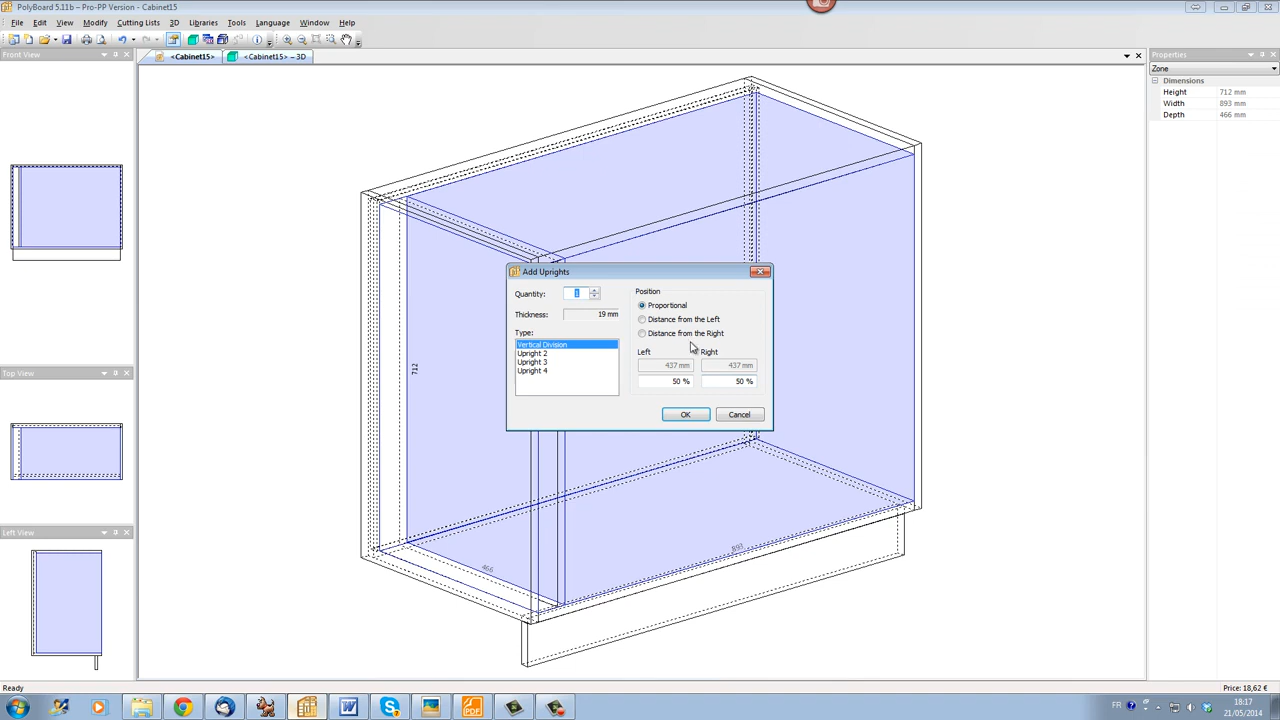 PolyBoard 5.11b – Pro-PP Version - Cabinet15
File Edit View Modify Cutting Lists 3D Libraries Tools Language Window Help
Front View
<Cabinet15>
<Cabinet15> – 3D
Properties
Zone
Dimensions
Height 712 mm
Width 893 mm
Depth 466 mm
Add Uprights
Quantity: 1
Thickness: 19 mm
Type:
Vertical Division
Upright 2
Upright 3
Upright 4
Position
Proportional
Distance from the Left
Distance from the Right
Left Right
437 mm 437 mm
50 % 50 %
OK Cancel
712
466
893
Top View
Left View
Ready
Price: 18,62 €
FR
18:17
21/05/2014